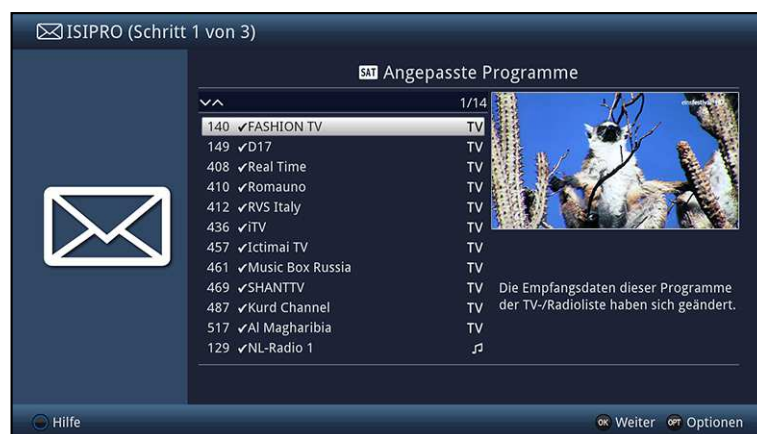 ISIPRO (Schritt 1 von 3)
SAT Angepasste Programme
1/14
140 ✔FASHION TV TV
149 ✔D17 TV
408 ✔Real Time TV
410 ✔Romauno TV
412 ✔RVS Italy TV
436 ✔iTV TV
457 ✔Ictimai TV TV
461 ✔Music Box Russia TV
469 ✔SHANTTV TV
487 ✔Kurd Channel TV
517 ✔Al Magharibia TV
129 ✔NL-Radio 1 ♫
einsfestival HD
Die Empfangsdaten dieser Programme
der TV-/Radioliste haben sich geändert.
Hilfe
OK Weiter OPT Optionen